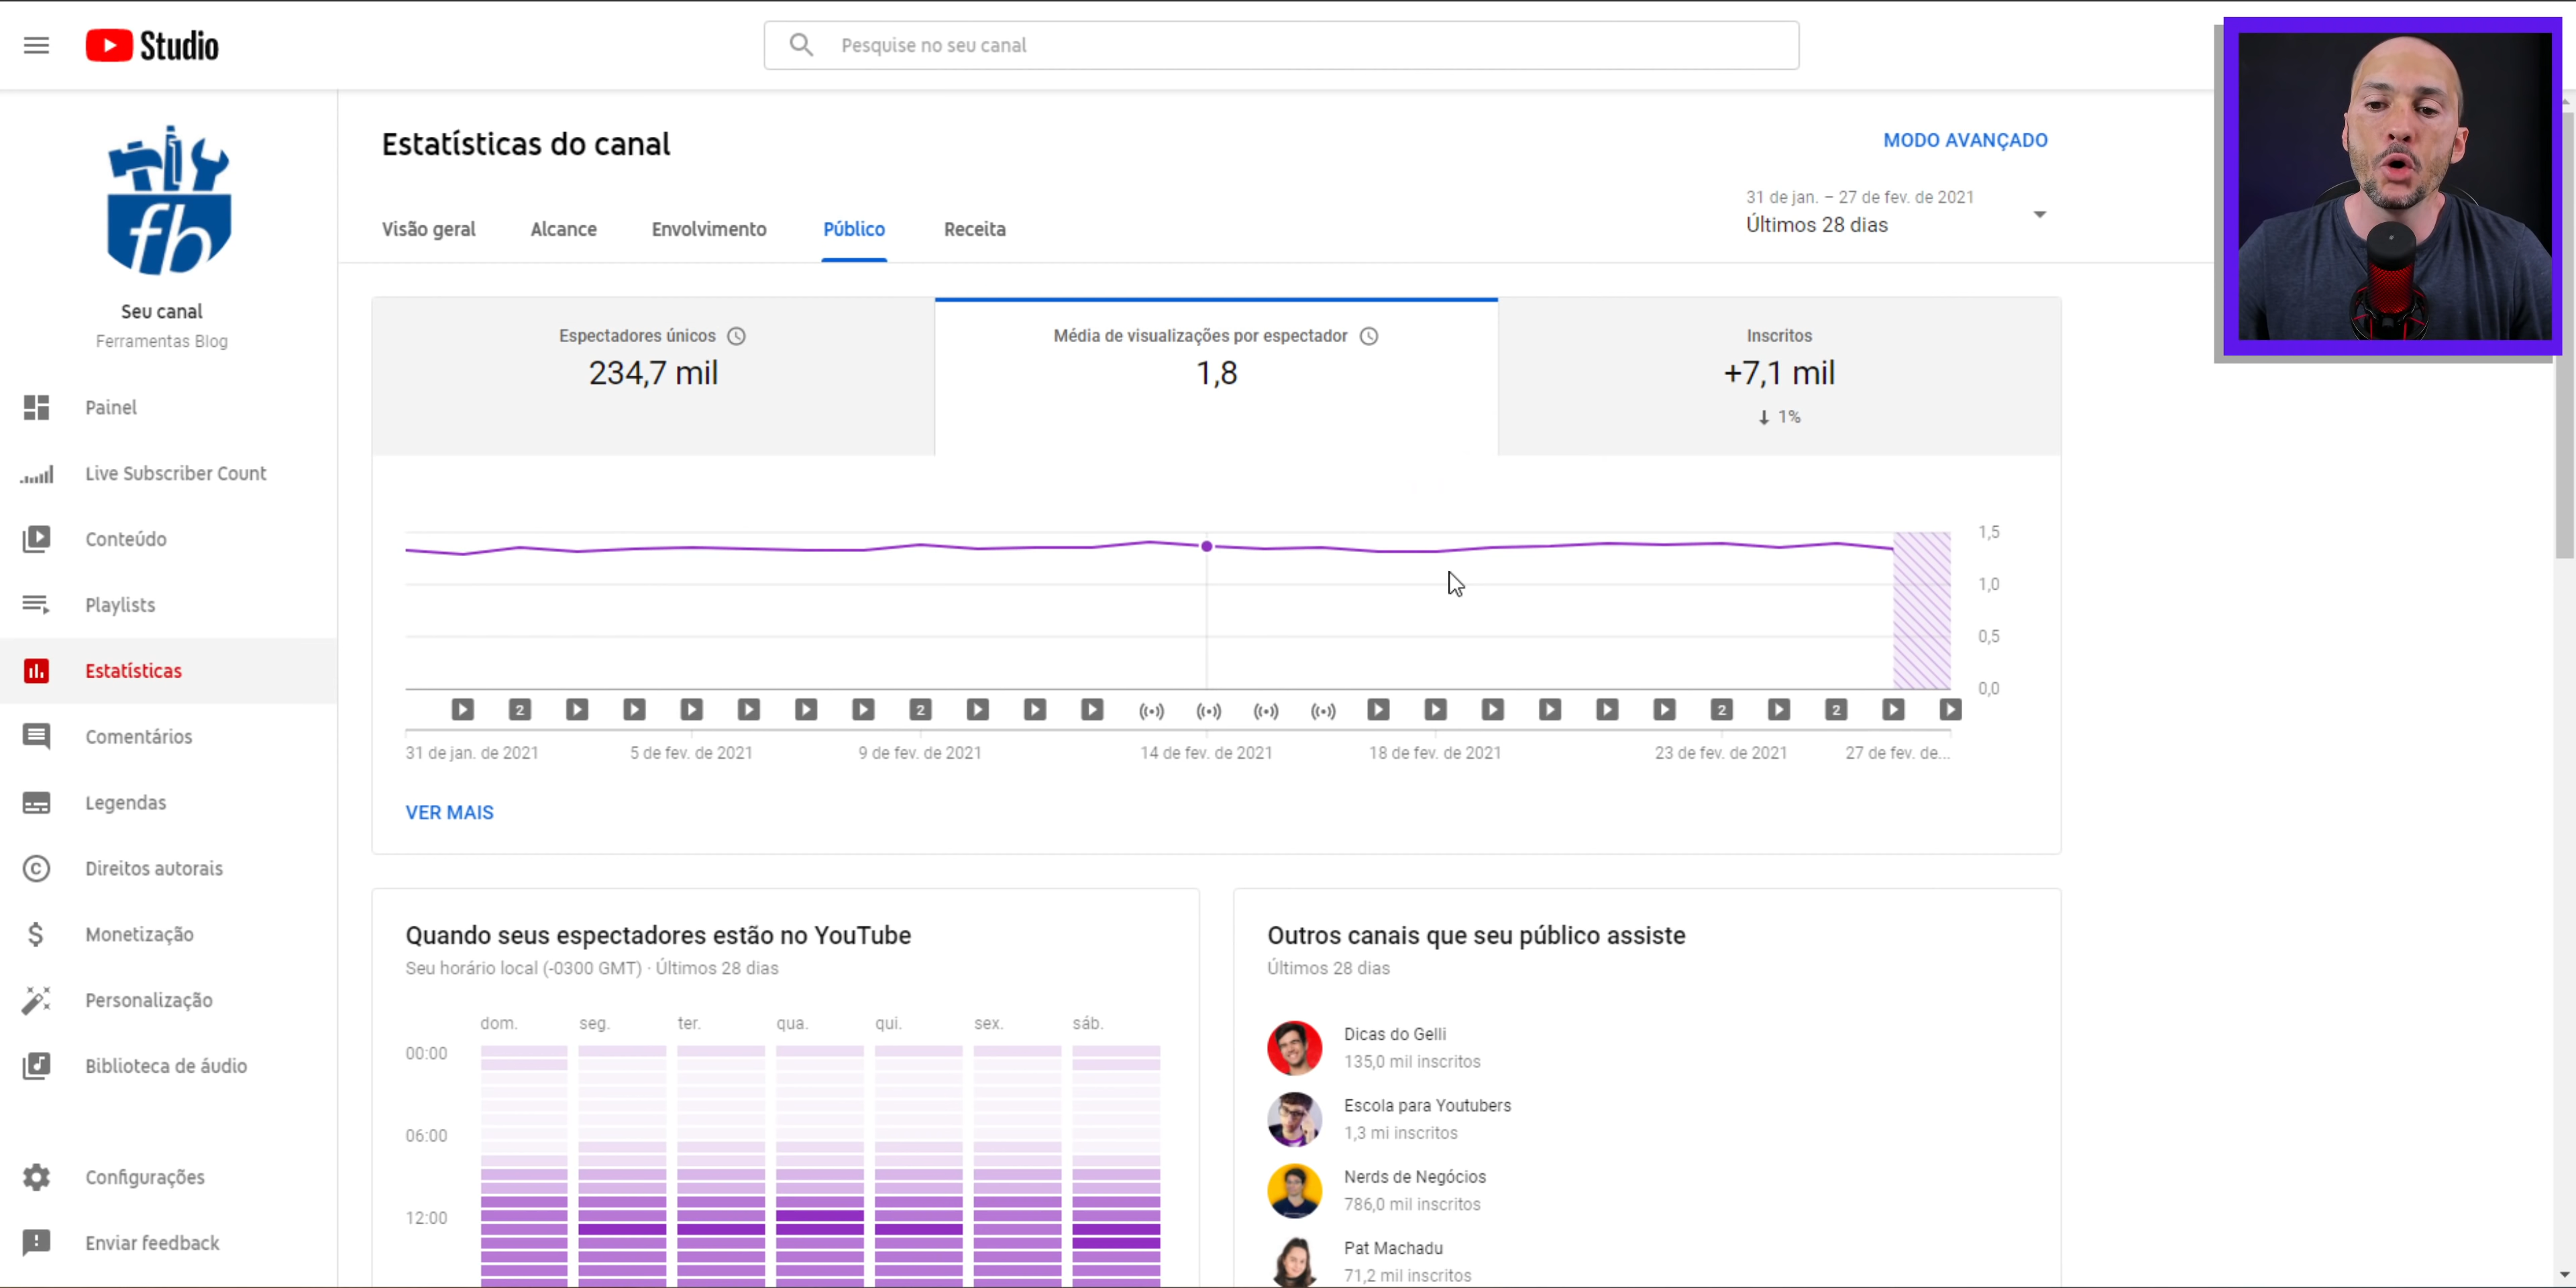 Studio
Pesquise no seu canal
fb
Seu canal
Ferramentas Blog
Painel
Live Subscriber Count
Conteúdo
Playlists
Estatísticas
Comentários
Legendas
Direitos autorais
Monetização
Personalização
Biblioteca de áudio
Configurações
Enviar feedback
Estatísticas do canal
MODO AVANÇADO
Visão geral Alcance Envolvimento Público Receita
31 de jan. – 27 de fev. de 2021
Últimos 28 dias
Espectadores únicos
234,7 mil
Média de visualizações por espectador
1,8
Inscritos
+7,1 mil
1%
1,5
1,0
0,5
0,0
2 2 2 2
31 de jan. de 2021 5 de fev. de 2021 9 de fev. de 2021 14 de fev. de 2021 18 de fev. de 2021 23 de fev. de 2021 27 de fev. de...
VER MAIS
Quando seus espectadores estão no YouTube
Seu horário local (-0300 GMT) · Últimos 28 dias
dom. seg. ter. qua. qui. sex. sáb.
00:00
06:00
12:00
Outros canais que seu público assiste
Últimos 28 dias
Dicas do Gelli
135,0 mil inscritos
Escola para Youtubers
1,3 mi inscritos
Nerds de Negócios
786,0 mil inscritos
Pat Machadu
71,2 mil inscritos